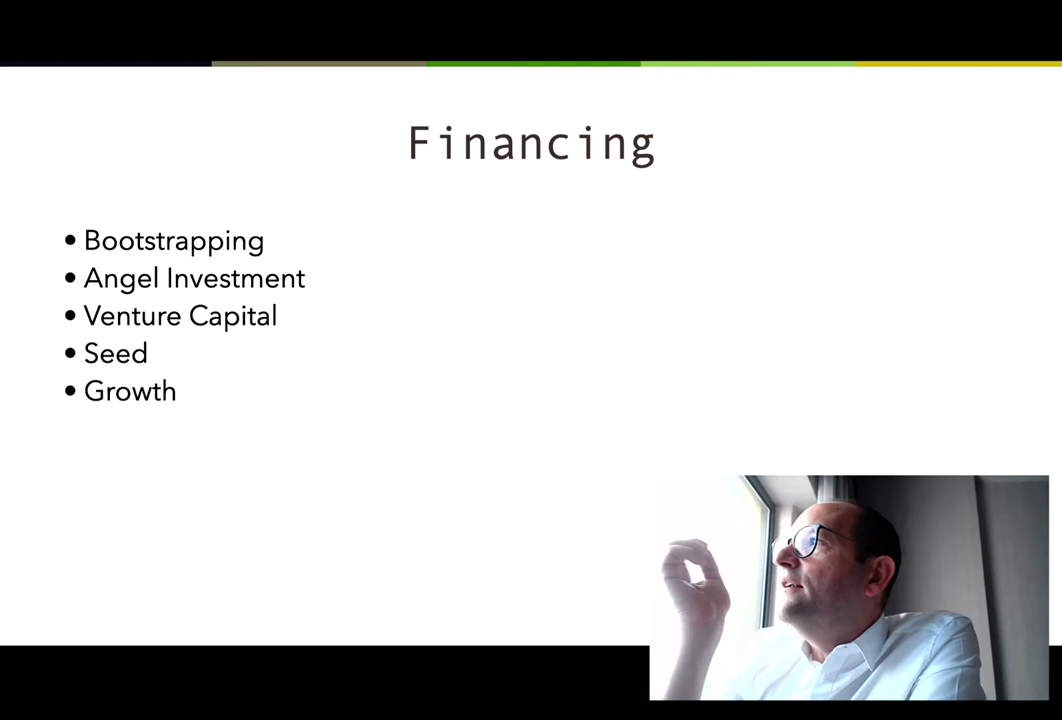 Financing
• Bootstrapping
• Angel Investment
• Venture Capital
• Seed
• Growth